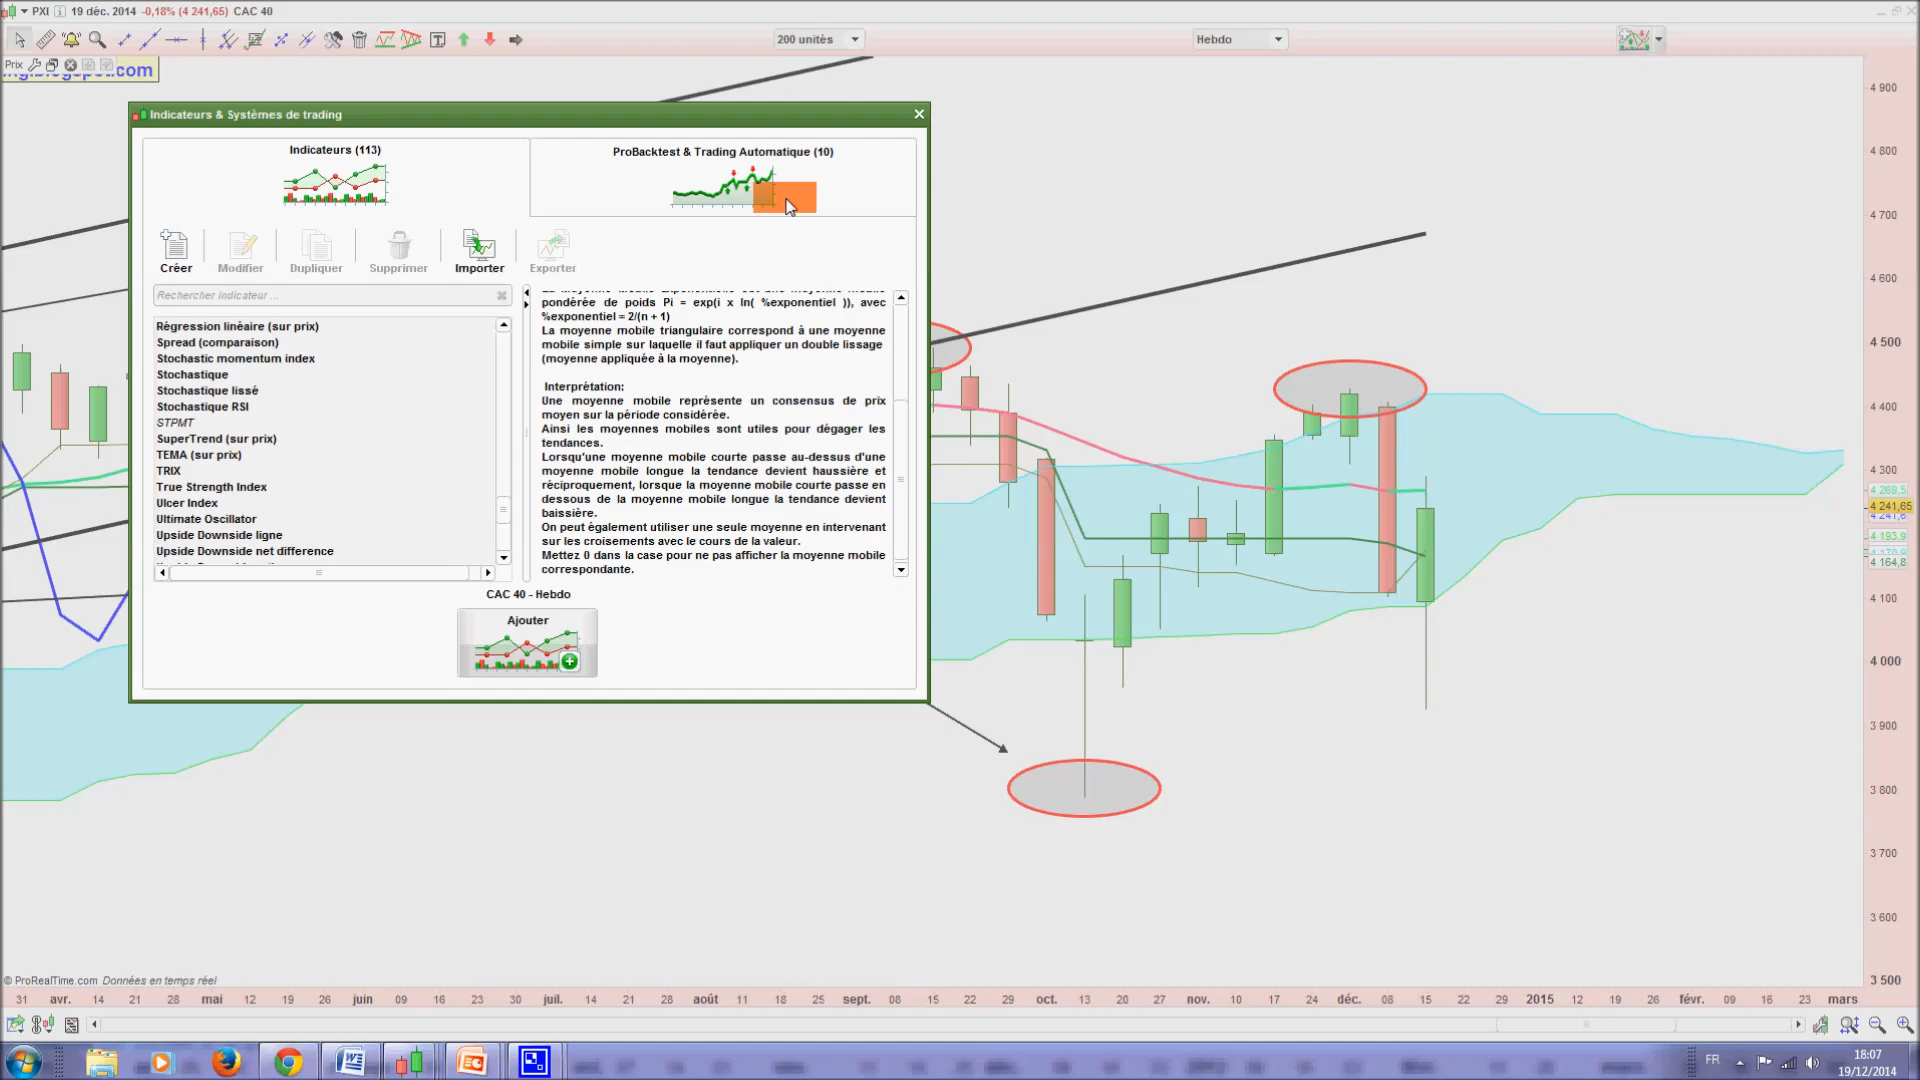 PXI 19 déc. 2014 -0,18% (4 241,65) CAC 40
200 unités
Hebdo
Prix
.com
Indicateurs & Systèmes de trading
Indicateurs (113)
ProBacktest & Trading Automatique (10)
Créer
Modifier
Dupliquer
Supprimer
Importer
Exporter
Rechercher indicateur ...
Régression linéaire (sur prix)
Spread (comparaison)
Stochastic momentum index
Stochastique
Stochastique lissé
Stochastique RSI
STPMT
SuperTrend (sur prix)
TEMA (sur prix)
TRIX
True Strength Index
Ulcer Index
Ultimate Oscillator
Upside Downside ligne
Upside Downside net difference
pondérée de poids Pi = exp(i x ln( %exponentiel )), avec
%exponentiel = 2/(n + 1)
La moyenne mobile triangulaire correspond à une moyenne
mobile simple sur laquelle il faut appliquer un double lissage
(moyenne appliquée à la moyenne).
Interprétation:
Une moyenne mobile représente un consensus de prix
moyen sur la période considérée.
Ainsi les moyennes mobiles sont utiles pour dégager les
tendances.
Lorsqu'une moyenne mobile courte passe au-dessus d'une
moyenne mobile longue la tendance devient haussière et
réciproquement, lorsque la moyenne mobile courte passe en
dessous de la moyenne mobile longue la tendance devient
baissière.
On peut également utiliser une seule moyenne en intervenant
sur les croisements avec le cours de la valeur.
Mettez 0 dans la case pour ne pas afficher la moyenne mobile
correspondante.
CAC 40 - Hebdo
Ajouter
4 900
4 800
4 700
4 600
4 500
4 400
4 300
4 269,5
4 241,65
4 193,9
4 164,8
4 100
4 000
3 900
3 800
3 700
3 600
3 500
© ProRealTime.com Données en temps réel
31 avr. 14 21 28 mai 12 19 26 juin 09 16 23 30 juil. 14 21 28 août 11 18 25 sept. 08 15 22 29 oct. 13 20 27 nov. 10 17 24 déc. 08 15 22 29 2015 12 19 26 févr. 09 16 23 mars
FR
18:07
19/12/2014